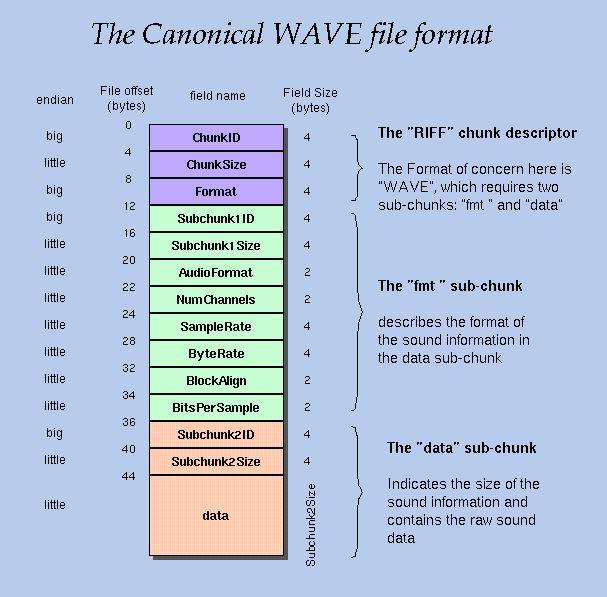 The Canonical WAVE file format
endian
File offset
(bytes)
field name
Field Size
(bytes)
0
big
ChunkID
4
4
little
ChunkSize
4
8
big
Format
4
12
The "RIFF" chunk descriptor
The Format of concern here is
"WAVE", which requires two
sub-chunks: "fmt " and "data"
big
Subchunk1ID
4
16
little
Subchunk1Size
4
20
little
AudioFormat
2
22
little
NumChannels
2
24
little
SampleRate
4
28
little
ByteRate
4
32
little
BlockAlign
2
34
little
BitsPerSample
2
36
The "fmt " sub-chunk
describes the format of
the sound information in
the data sub-chunk
big
Subchunk2ID
4
40
little
Subchunk2Size
4
44
little
data
Subchunk2Size
The "data" sub-chunk
Indicates the size of the
sound information and
contains the raw sound
data